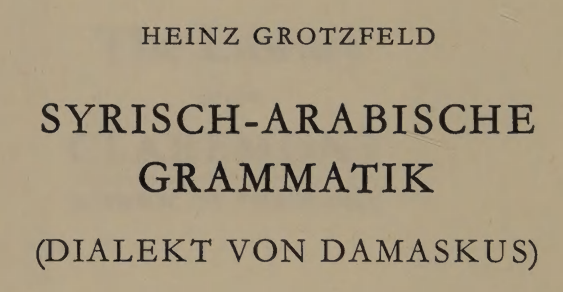 HEINZ GROTZFELD
SYRISCH-ARABISCHE
GRAMMATIK
(DIALEKT VON DAMASKUS)